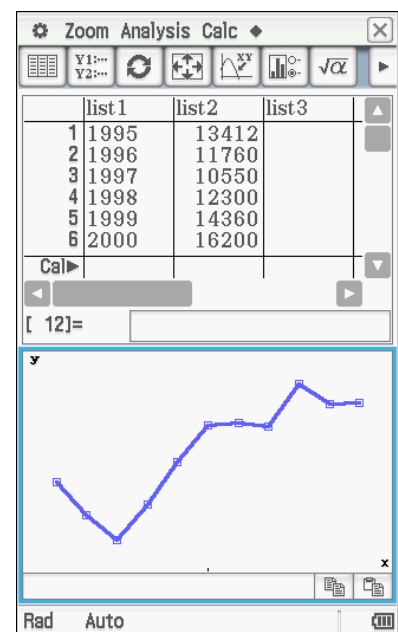 Zoom Analysis Calc
Y1:... Y2:... XY √α
list1 list2 list3
1 1995 13412
2 1996 11760
3 1997 10550
4 1998 12300
5 1999 14360
6 2000 16200
Cal▶
[ 12]=
y
x
Rad Auto